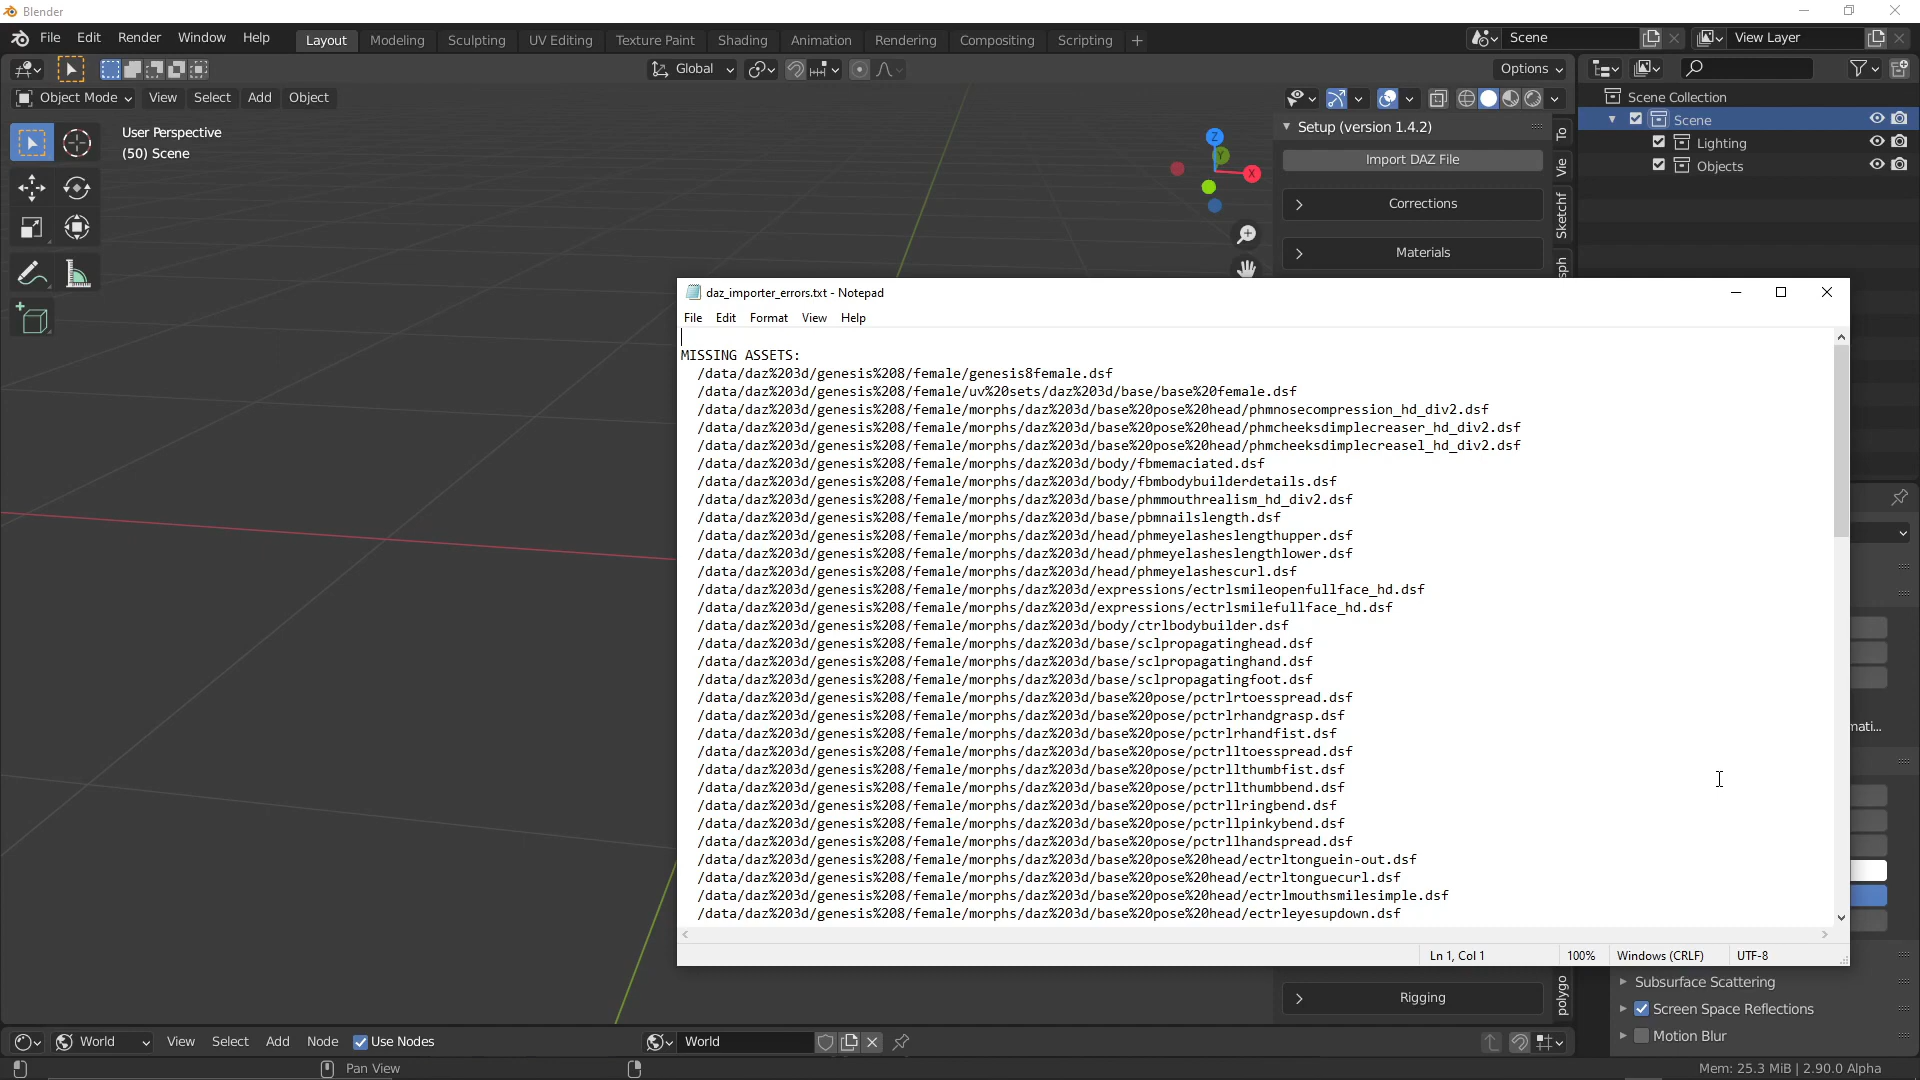 Blender
File Edit Render Window Help Layout Modeling Sculpting UV Editing Texture Paint Shading Animation Rendering Compositing Scripting + Scene View Layer
Global Options
Object Mode View Select Add Object
User Perspective
(50) Scene
Z
Y
X
Setup (version 1.4.2)
Import DAZ File
Corrections
Materials
Rigging
To
Vie
Sketchf
sph
polygo
Scene Collection
Scene
Lighting
Objects
daz_importer_errors.txt - Notepad
File Edit Format View Help
MISSING ASSETS:
/data/daz%203d/genesis%208/female/genesis8female.dsf
/data/daz%203d/genesis%208/female/uv%20sets/daz%203d/base/base%20female.dsf
/data/daz%203d/genesis%208/female/morphs/daz%203d/base%20pose%20head/phmnosecompression_hd_div2.dsf
/data/daz%203d/genesis%208/female/morphs/daz%203d/base%20pose%20head/phmcheeksdimplecreaser_hd_div2.dsf
/data/daz%203d/genesis%208/female/morphs/daz%203d/base%20pose%20head/phmcheeksdimplecreasel_hd_div2.dsf
/data/daz%203d/genesis%208/female/morphs/daz%203d/body/fbmemaciated.dsf
/data/daz%203d/genesis%208/female/morphs/daz%203d/body/fbmbodybuilderdetails.dsf
/data/daz%203d/genesis%208/female/morphs/daz%203d/base/phmmouthrealism_hd_div2.dsf
/data/daz%203d/genesis%208/female/morphs/daz%203d/base/pbmnailslength.dsf
/data/daz%203d/genesis%208/female/morphs/daz%203d/head/phmeyelasheslengthupper.dsf
/data/daz%203d/genesis%208/female/morphs/daz%203d/head/phmeyelasheslengthlower.dsf
/data/daz%203d/genesis%208/female/morphs/daz%203d/head/phmeyelashescurl.dsf
/data/daz%203d/genesis%208/female/morphs/daz%203d/expressions/ectrlsmileopenfullface_hd.dsf
/data/daz%203d/genesis%208/female/morphs/daz%203d/expressions/ectrlsmilefullface_hd.dsf
/data/daz%203d/genesis%208/female/morphs/daz%203d/body/ctrlbodybuilder.dsf
/data/daz%203d/genesis%208/female/morphs/daz%203d/base/sclpropagatinghead.dsf
/data/daz%203d/genesis%208/female/morphs/daz%203d/base/sclpropagatinghand.dsf
/data/daz%203d/genesis%208/female/morphs/daz%203d/base/sclpropagatingfoot.dsf
/data/daz%203d/genesis%208/female/morphs/daz%203d/base%20pose/pctrlrtoesspread.dsf
/data/daz%203d/genesis%208/female/morphs/daz%203d/base%20pose/pctrlrhandgrasp.dsf
/data/daz%203d/genesis%208/female/morphs/daz%203d/base%20pose/pctrlrhandfist.dsf
/data/daz%203d/genesis%208/female/morphs/daz%203d/base%20pose/pctrlltoesspread.dsf
/data/daz%203d/genesis%208/female/morphs/daz%203d/base%20pose/pctrllthumbfist.dsf
/data/daz%203d/genesis%208/female/morphs/daz%203d/base%20pose/pctrllthumbbend.dsf
/data/daz%203d/genesis%208/female/morphs/daz%203d/base%20pose/pctrllringbend.dsf
/data/daz%203d/genesis%208/female/morphs/daz%203d/base%20pose/pctrllpinkybend.dsf
/data/daz%203d/genesis%208/female/morphs/daz%203d/base%20pose/pctrllhandspread.dsf
/data/daz%203d/genesis%208/female/morphs/daz%203d/base%20pose%20head/ectrltonguein-out.dsf
/data/daz%203d/genesis%208/female/morphs/daz%203d/base%20pose%20head/ectrltonguecurl.dsf
/data/daz%203d/genesis%208/female/morphs/daz%203d/base%20pose%20head/ectrlmouthsmilesimple.dsf
/data/daz%203d/genesis%208/female/morphs/daz%203d/base%20pose%20head/ectrleyesupdown.dsf
Ln 1, Col 1 100% Windows (CRLF) UTF-8
mati...
Subsurface Scattering
Screen Space Reflections
Motion Blur
World View Select Add Node Use Nodes World
Pan View
Mem: 25.3 MiB | 2.90.0 Alpha